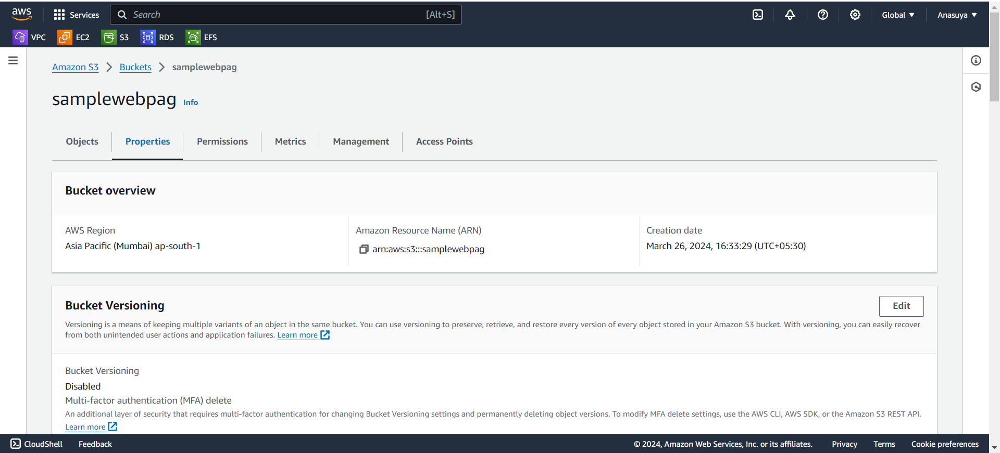 aws Services Search [Alt+S] Global Anasuya
VPC EC2 S3 RDS EFS
Amazon S3 Buckets samplewebpag
samplewebpag Info
Objects Properties Permissions Metrics Management Access Points
Bucket overview
AWS Region
Asia Pacific (Mumbai) ap-south-1
Amazon Resource Name (ARN)
arn:aws:s3:::samplewebpag
Creation date
March 26, 2024, 16:33:29 (UTC+05:30)
Bucket Versioning
Edit
Versioning is a means of keeping multiple variants of an object in the same bucket. You can use versioning to preserve, retrieve, and restore every version of every object stored in your Amazon S3 bucket. With versioning, you can easily recover
from both unintended user actions and application failures. Learn more
Bucket Versioning
Disabled
Multi-factor authentication (MFA) delete
An additional layer of security that requires multi-factor authentication for changing Bucket Versioning settings and permanently deleting object versions. To modify MFA delete settings, use the AWS CLI, AWS SDK, or the Amazon S3 REST API.
Learn more
CloudShell Feedback © 2024, Amazon Web Services, Inc. or its affiliates. Privacy Terms Cookie preferences